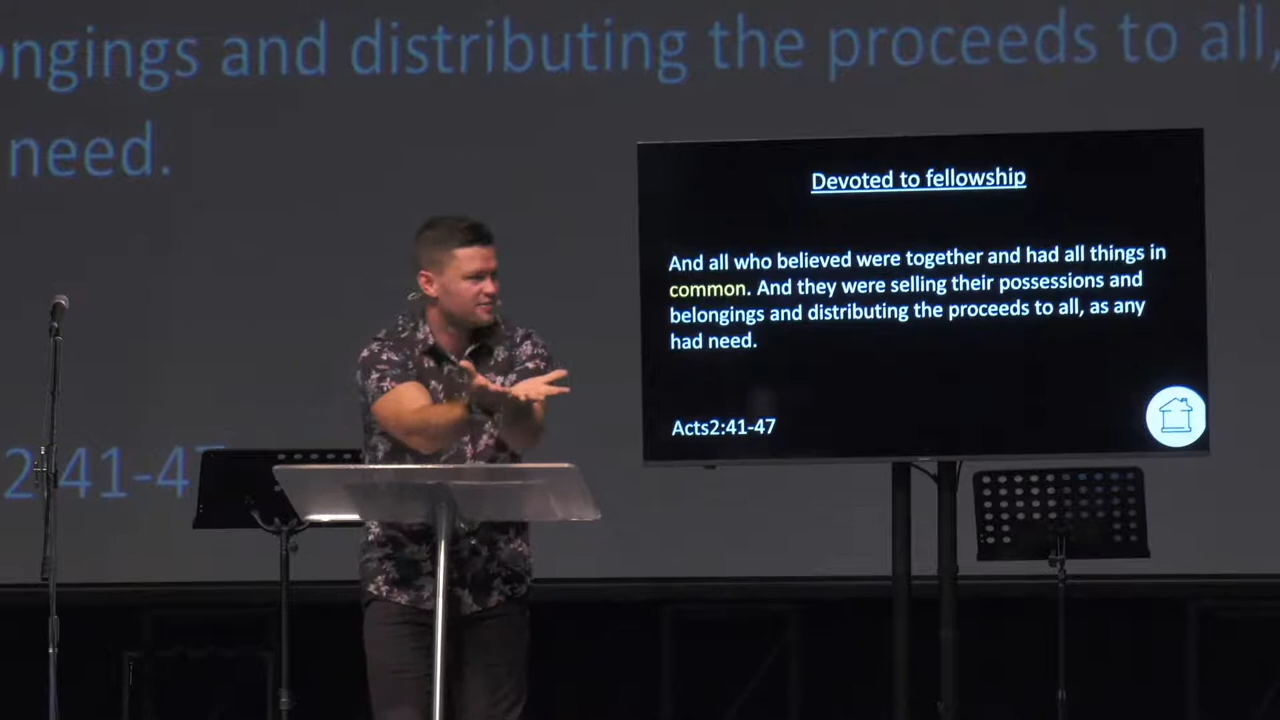 ongings and distributing the proceeds to all,
need.
2:41-47
Devoted to fellowship
And all who believed were together and had all things in
common. And they were selling their possessions and
belongings and distributing the proceeds to all, as any
had need.
Acts2:41-47